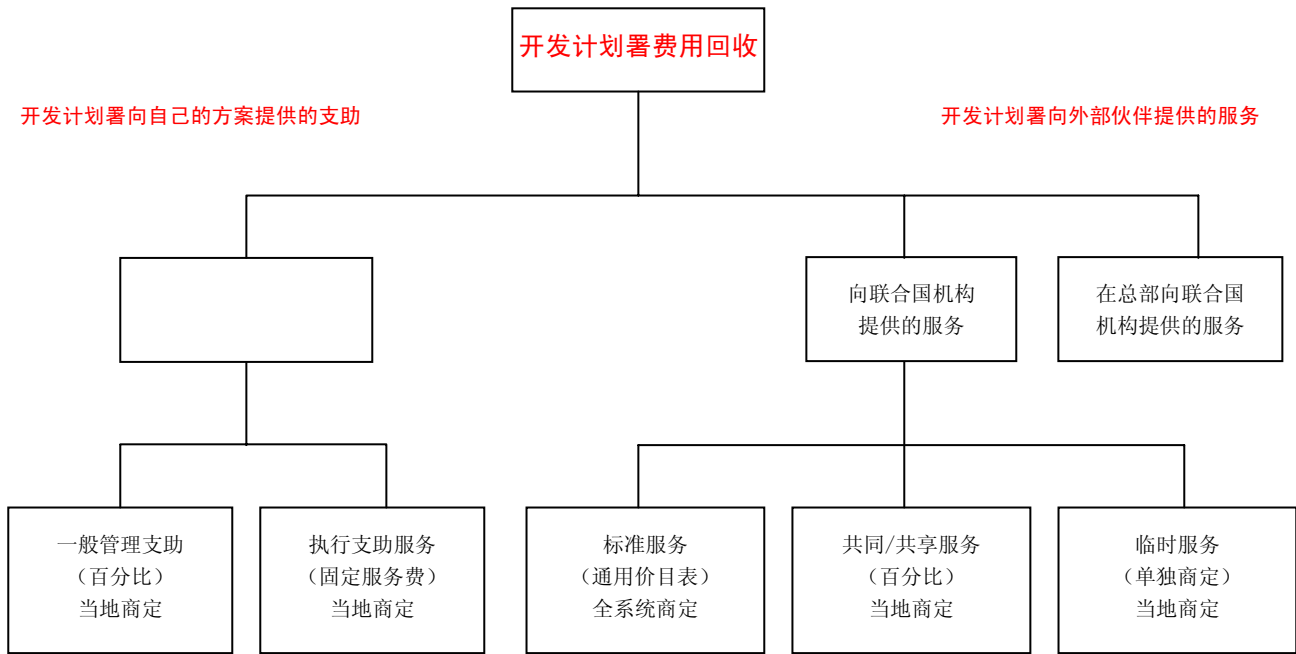 开发计划署费用回收
开发计划署向自己的方案提供的支助
开发计划署向外部伙伴提供的服务
向联合国机构
提供的服务
在总部向联合国
机构提供的服务
一般管理支助
（百分比）
当地商定
执行支助服务
（固定服务费）
当地商定
标准服务
（通用价目表）
全系统商定
共同/共享服务
（百分比）
当地商定
临时服务
（单独商定）
当地商定